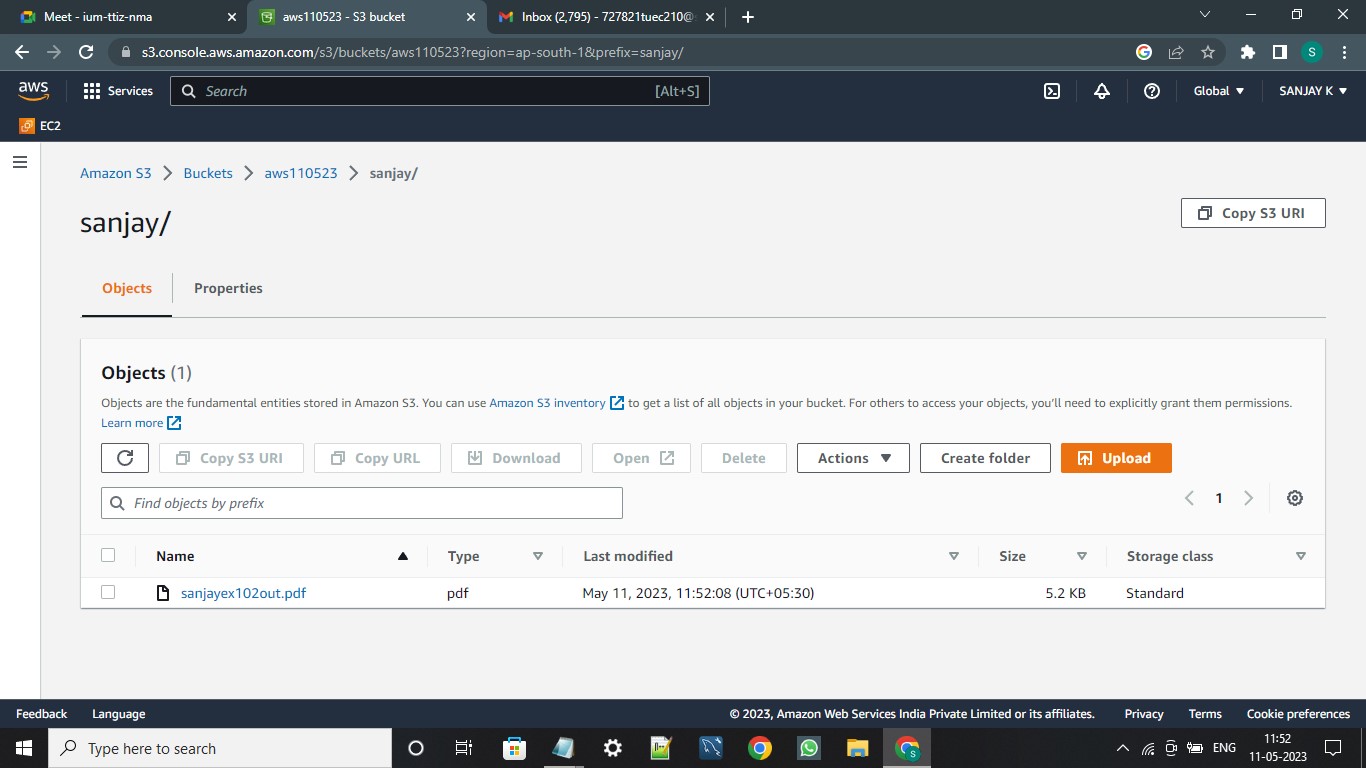 Meet - ium-ttiz-nma
aws110523 - S3 bucket
Inbox (2,795) - 727821tuec210@
s3.console.aws.amazon.com/s3/buckets/aws110523?region=ap-south-1&prefix=sanjay/
S
aws
Services
Search
[Alt+S]
Global
SANJAY K
EC2
Amazon S3 > Buckets > aws110523 > sanjay/
sanjay/
Copy S3 URI
Objects
Properties
Objects (1)
Objects are the fundamental entities stored in Amazon S3. You can use Amazon S3 inventory to get a list of all objects in your bucket. For others to access your objects, you'll need to explicitly grant them permissions.
Learn more
Copy S3 URI
Copy URL
Download
Open
Delete
Actions
Create folder
Upload
Find objects by prefix
1
Name Type Last modified Size Storage class
sanjayex102out.pdf pdf May 11, 2023, 11:52:08 (UTC+05:30) 5.2 KB Standard
Feedback Language © 2023, Amazon Web Services India Private Limited or its affiliates. Privacy Terms Cookie preferences
Type here to search
ENG
11:52
11-05-2023